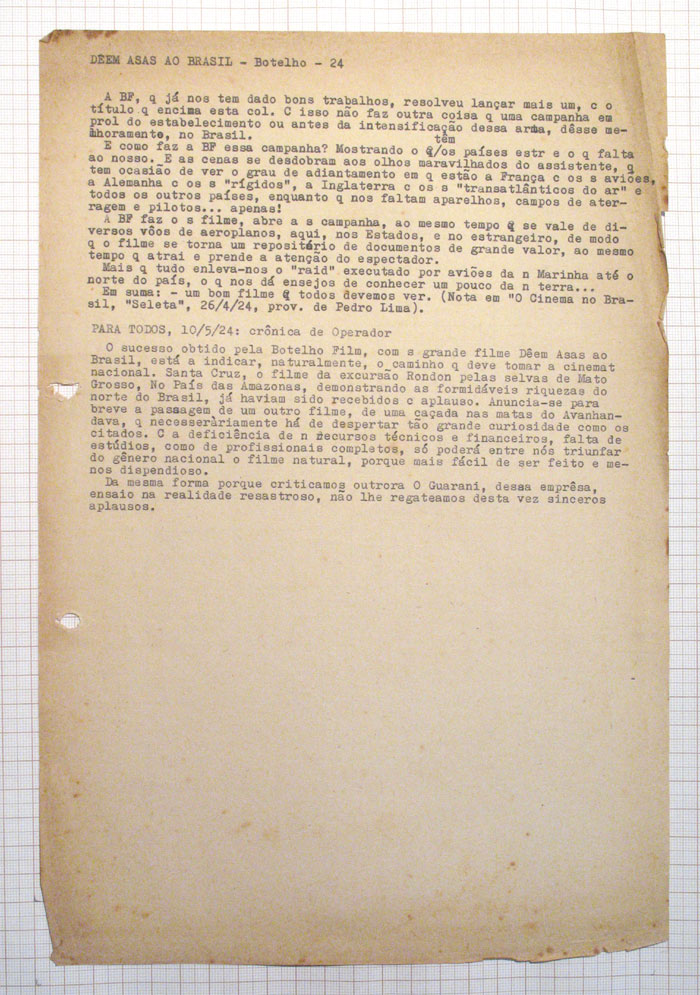 DÊEM ASAS AO BRASIL - Botelho - 24
A BF, q já nos tem dado bons trabalhos, resolveu lançar mais um, c o
título q encima esta col. C isso não faz outra coisa q uma campanha em
prol do estabelecimento ou antes da intensificação dessa arma, dêsse me-
lhoramente, no Brasil.
têm
E como faz a BF essa campanha? Mostrando o q/os países estr e o q falta
ao nosso. E as cenas se desdobram aos olhos maravilhados do assistente, q
tem ocasião de ver o grau de adiantamento em q estão a França c os s aviões,
a Alemanha c os s "rígidos", a Inglaterra c os s "transatlânticos do ar" e
todos os outros países, enquanto q nos faltam aparelhos, campos de ater-
ragem e pilotos... apenas!
A BF faz o s filme, abre a s campanha, ao mesmo tempo q se vale de di-
versos vôos de aeroplanos, aqui, nos Estados, e no estrangeiro, de modo
q o filme se torna um repositório de documentos de grande valor, ao mesmo
tempo q atrai e prende a atenção do espectador.
Mais q tudo enleva-nos o "raid" executado por aviões da n Marinha até o
norte do país, o q nos dá ensejos de conhecer um pouco da n terra...
Em suma: - um bom filme q todos devemos ver. (Nota em "O Cinema no Bra-
sil, "Seleta", 26/4/24, prov. de Pedro Lima).
PARA TODOS, 10/5/24: crônica de Operador
O sucesso obtido pela Botelho Film, com s grande filme Dêem Asas ao
Brasil, está a indicar, naturalmente, o caminho q deve tomar a cinemat
nacional. Santa Cruz, o filme da excursão Rondon pelas selvas de Mato
Grosso, No País das Amazonas, demonstrando as formidáveis riquezas do
norte do Brasil, já haviam sido recebidos c aplauso. Anuncia-se para
breve a passagem de um outro filme, de uma caçada nas matas do Avanhan-
dava, q necesseràriamente há de despertar tão grande curiosidade como os
citados. C a deficiência de n recursos técnicos e financeiros, falta de
estúdios, como de profissionais completos, só poderá entre nós triunfar
do gênero nacional o filme natural, porque mais fácil de ser feito e me-
nos dispendioso.
Da mesma forma porque criticamos outrora O Guarani, dessa emprêsa,
ensaio na realidade resastroso, não lhe regateamos desta vez sinceros
aplausos.